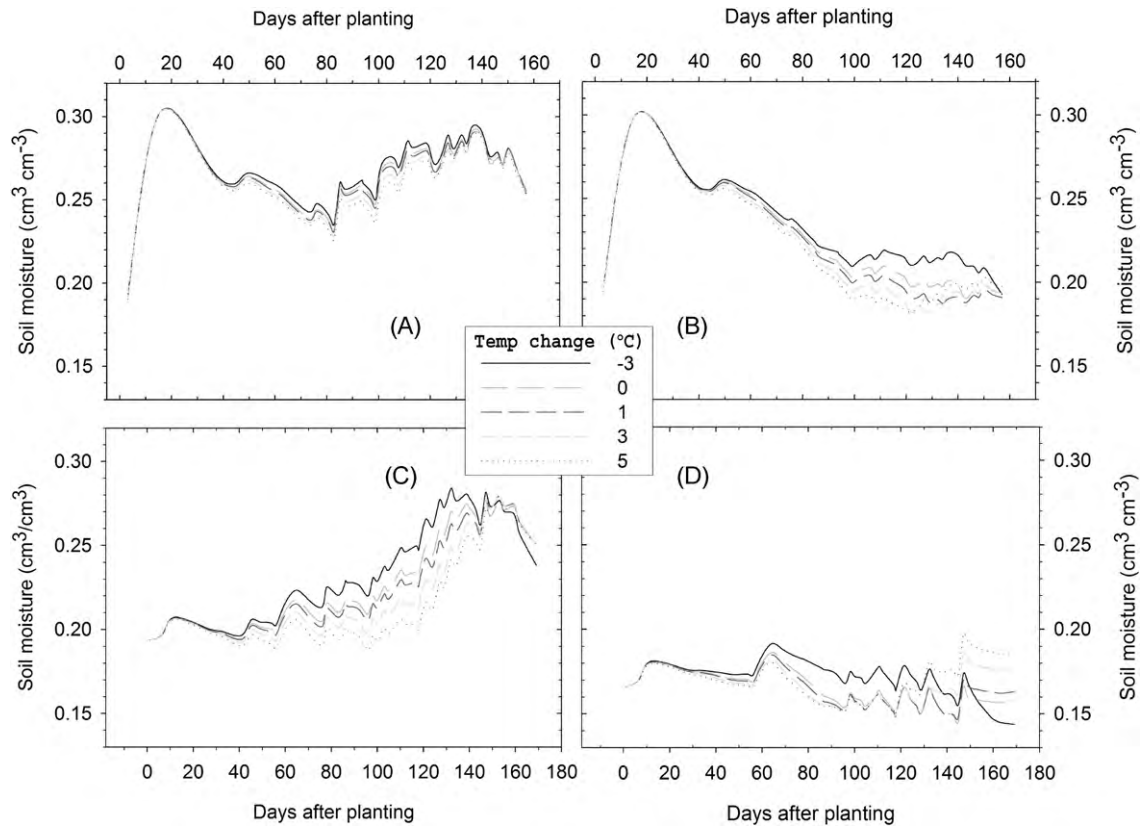 Days after planting
Days after planting
0 20 40 60 80 100 120 140 160
0 20 40 60 80 100 120 140 160
Soil moisture (cm³ cm⁻³)
0.30
0.25
0.20
0.15
(A)
(B)
0.30
0.25
0.20
0.15
Soil moisture (cm³ cm⁻³)
Temp change (°C)
-3
0
1
3
5
Soil moisture (cm³/cm³)
0.30
0.25
0.20
0.15
(C)
(D)
0.30
0.25
0.20
0.15
Soil moisture (cm³ cm⁻³)
0 20 40 60 80 100 120 140 160 180
0 20 40 60 80 100 120 140 160 180
Days after planting
Days after planting